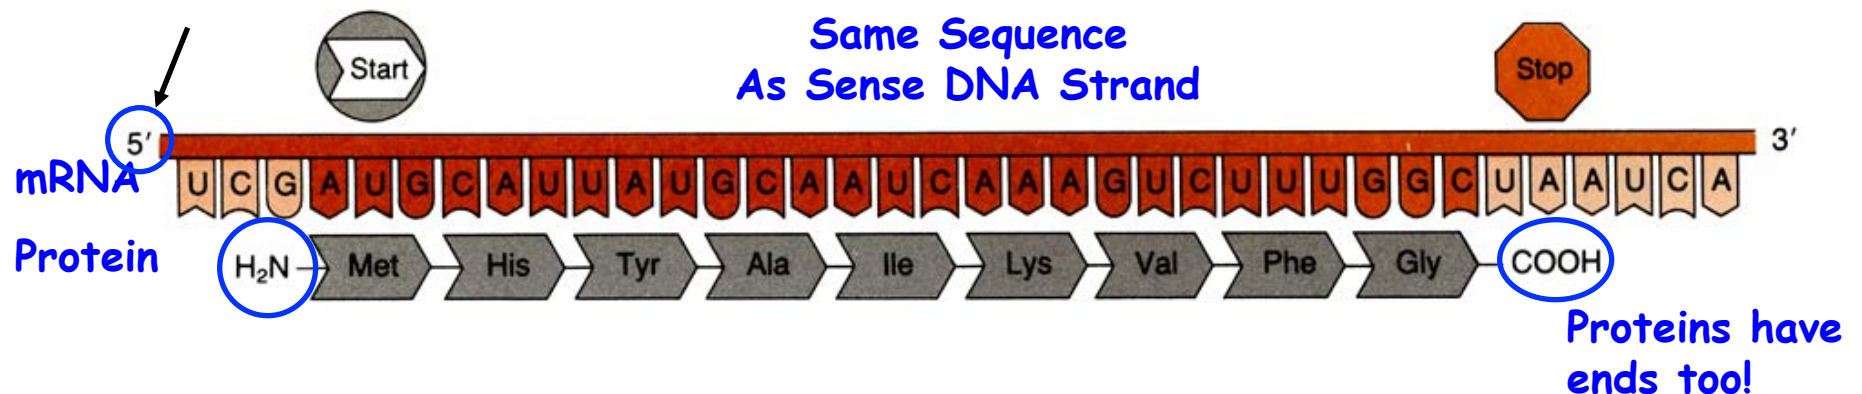 Start
Same Sequence
As Sense DNA Strand
Stop
5′
3′
mRNA
U C G A U G C A U U A U G C A A U C A A A G U C U U U G G C U A A U C A
Protein
H₂N Met His Tyr Ala Ile Lys Val Phe Gly COOH
Proteins have
ends too!